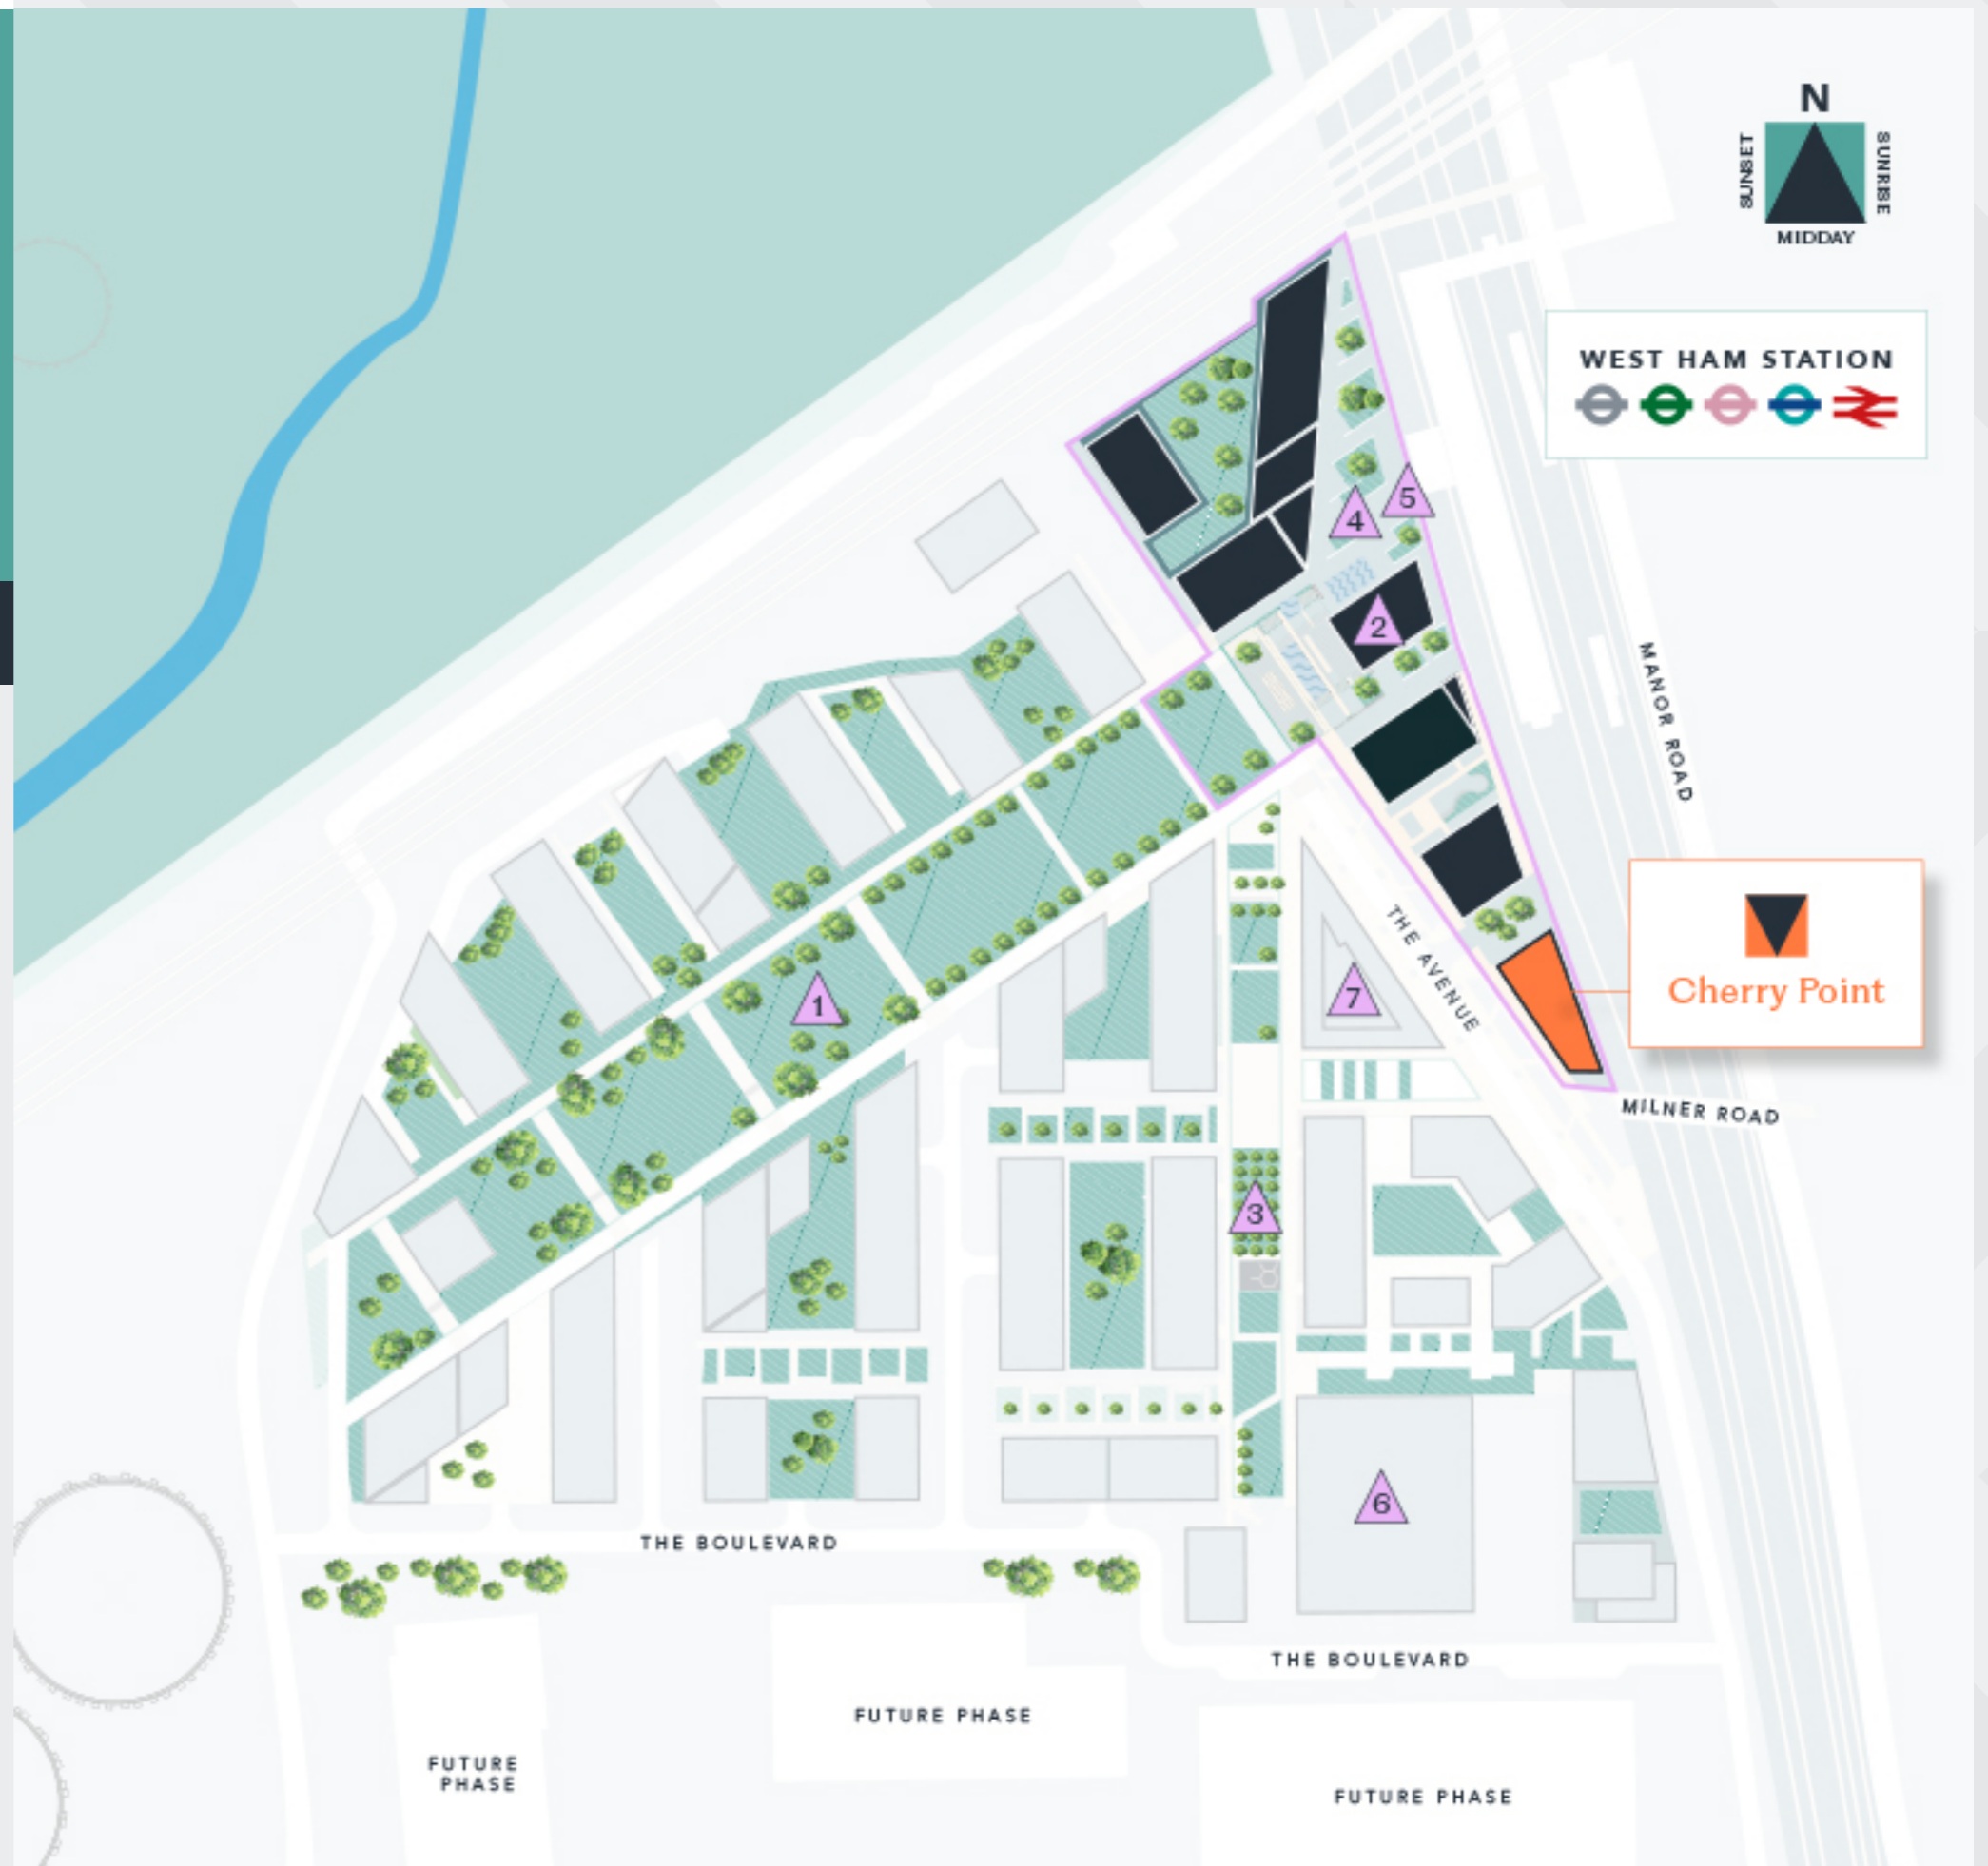 N
SUNSET
SUNRISE
MIDDAY
WEST HAM STATION
5
4
2
MANOR ROAD
Cherry Point
THE AVENUE
1
7
MILNER ROAD
3
6
THE BOULEVARD
THE BOULEVARD
FUTURE PHASE
FUTURE
PHASE
FUTURE PHASE